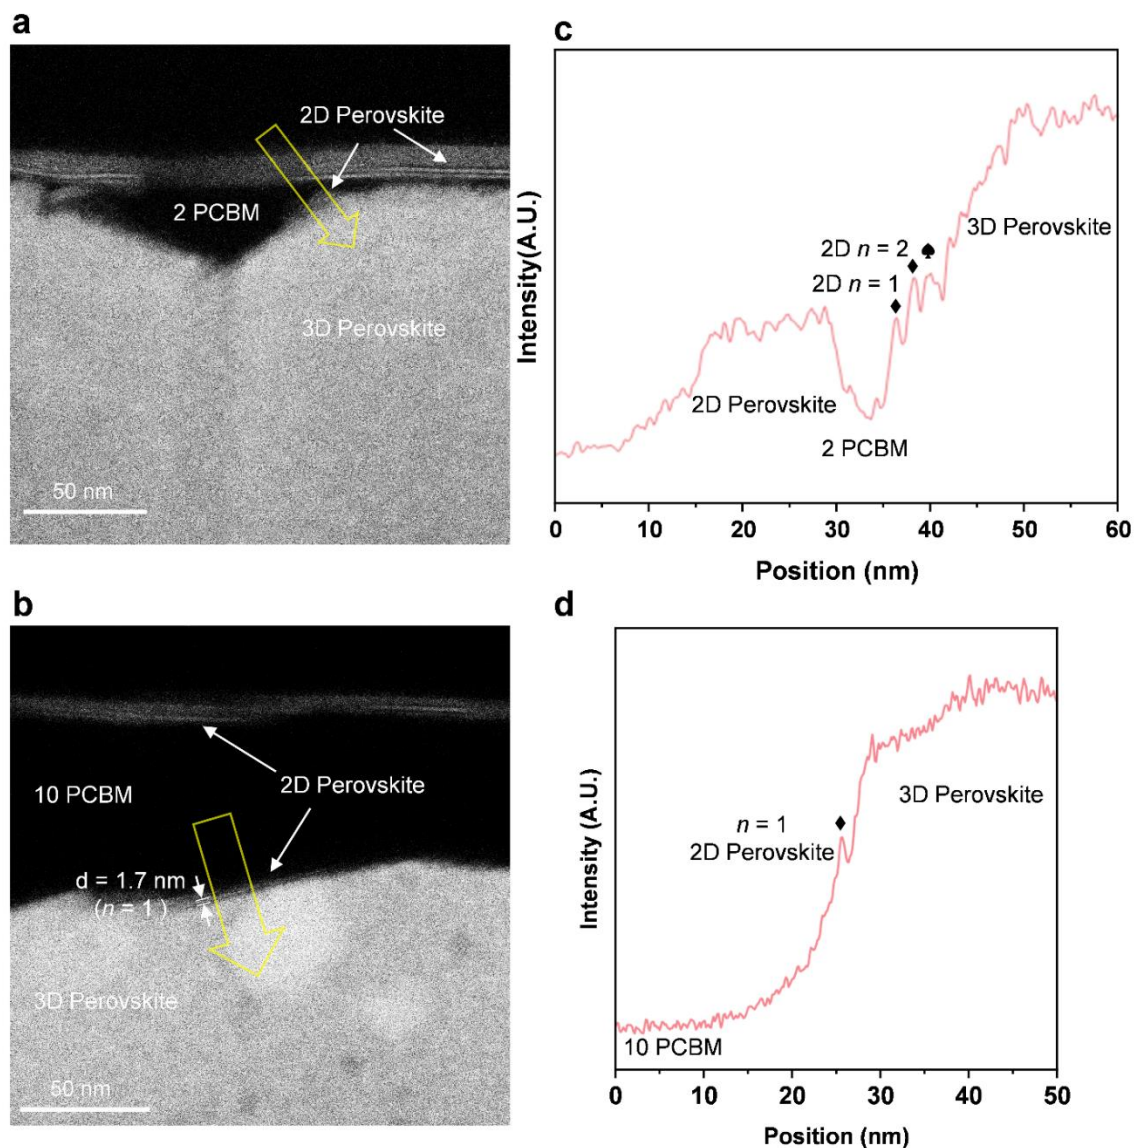 a
2D Perovskite
2 PCBM
3D Perovskite
50 nm
c
Intensity(A.U.)
3D Perovskite
2D n = 2
2D n = 1
2D Perovskite
2 PCBM
0 10 20 30 40 50 60
Position (nm)
b
10 PCBM
2D Perovskite
d = 1.7 nm
(n = 1)
3D Perovskite
50 nm
d
Intensity (A.U.)
n = 1
2D Perovskite
3D Perovskite
10 PCBM
0 10 20 30 40 50
Position (nm)